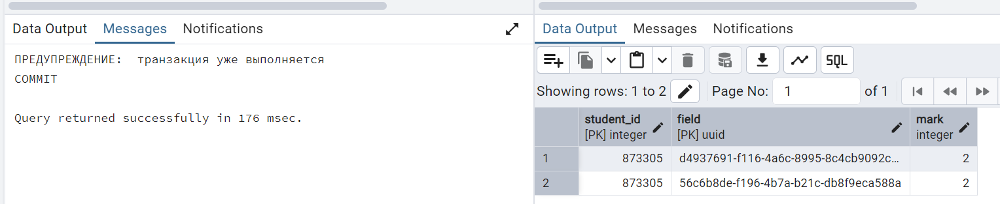 Data Output Messages Notifications
ПРЕДУПРЕЖДЕНИЕ:  транзакция уже выполняется
COMMIT
Query returned successfully in 176 msec.
Data Output Messages Notifications
SQL
Showing rows: 1 to 2 Page No: 1 of 1
student_id field mark
[PK] integer [PK] uuid integer
1 873305 d4937691-f116-4a6c-8995-8c4cb9092c... 2
2 873305 56c6b8de-f196-4b7a-b21c-db8f9eca588a 2